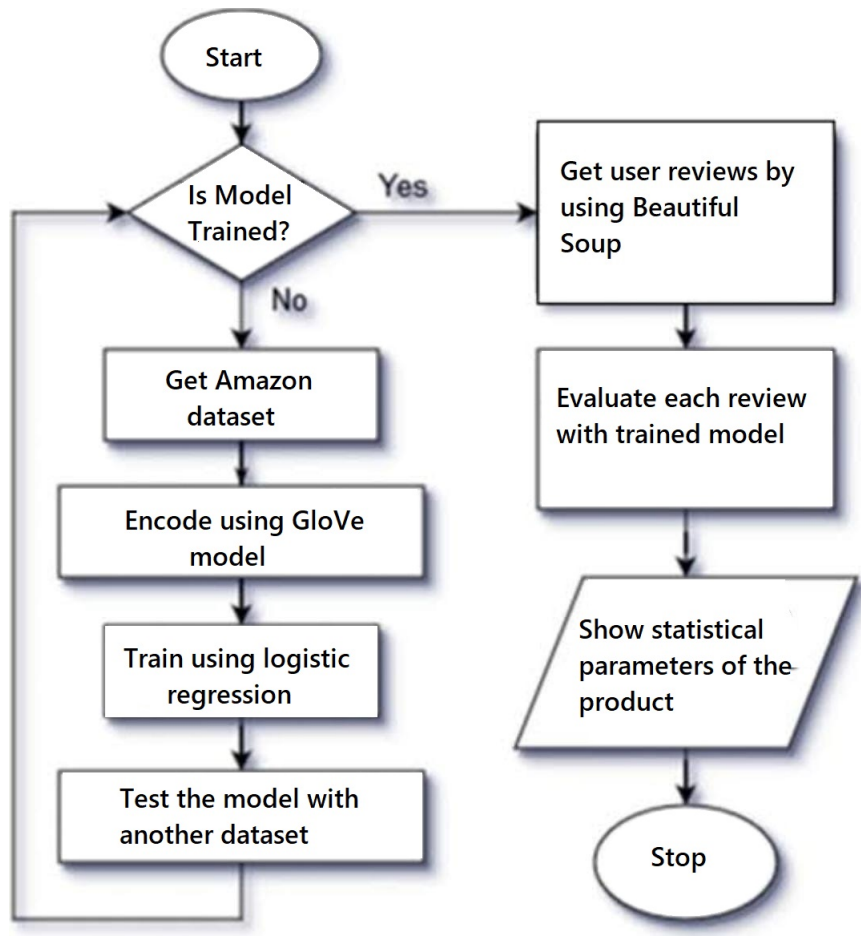 Start
Is Model
Trained?
Yes
No
Get Amazon
dataset
Encode using GloVe
model
Train using logistic
regression
Test the model with
another dataset
Get user reviews by
using Beautiful
Soup
Evaluate each review
with trained model
Show statistical
parameters of the
product
Stop